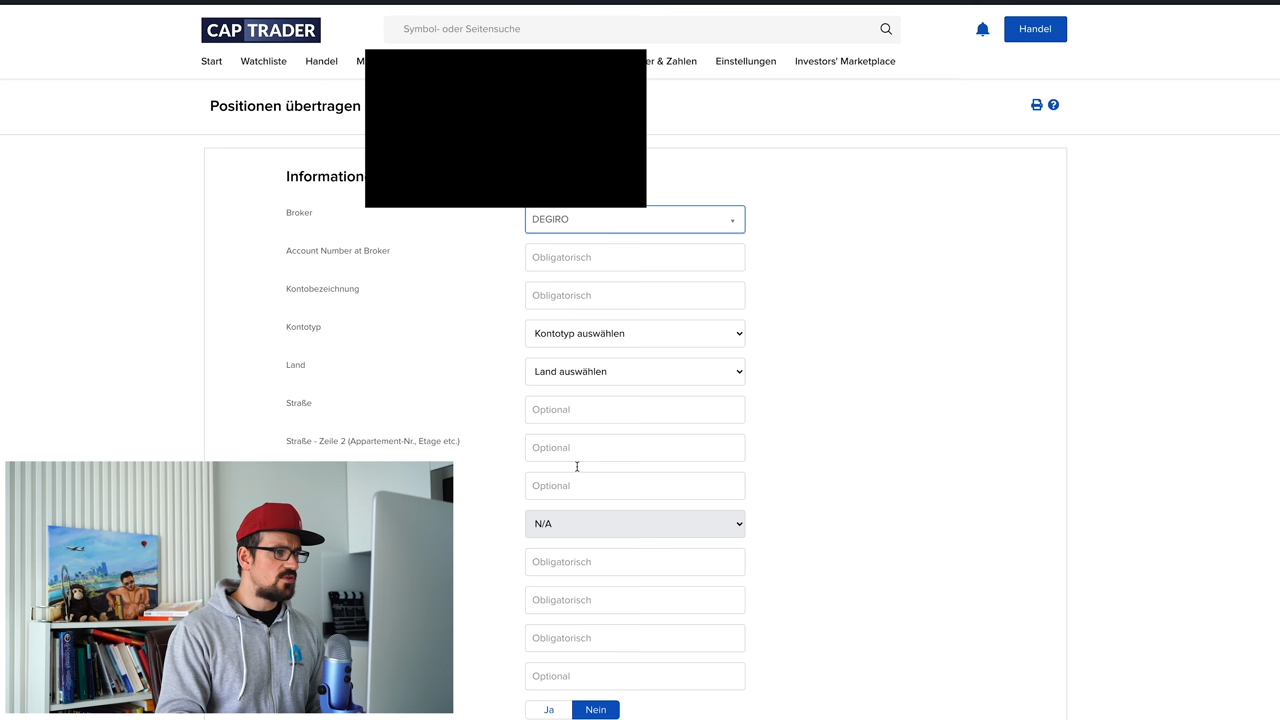 CAP TRADER
Symbol- oder Seitensuche
Handel
Start
Watchliste
Handel
M
er & Zahlen
Einstellungen
Investors' Marketplace
Positionen übertragen
Information
Broker
DEGIRO
Account Number at Broker
Obligatorisch
Kontobezeichnung
Obligatorisch
Kontotyp
Kontotyp auswählen
Land
Land auswählen
Straße
Optional
Straße - Zeile 2 (Appartement-Nr., Etage etc.)
Optional
Optional
N/A
Obligatorisch
Obligatorisch
Obligatorisch
Optional
Ja
Nein